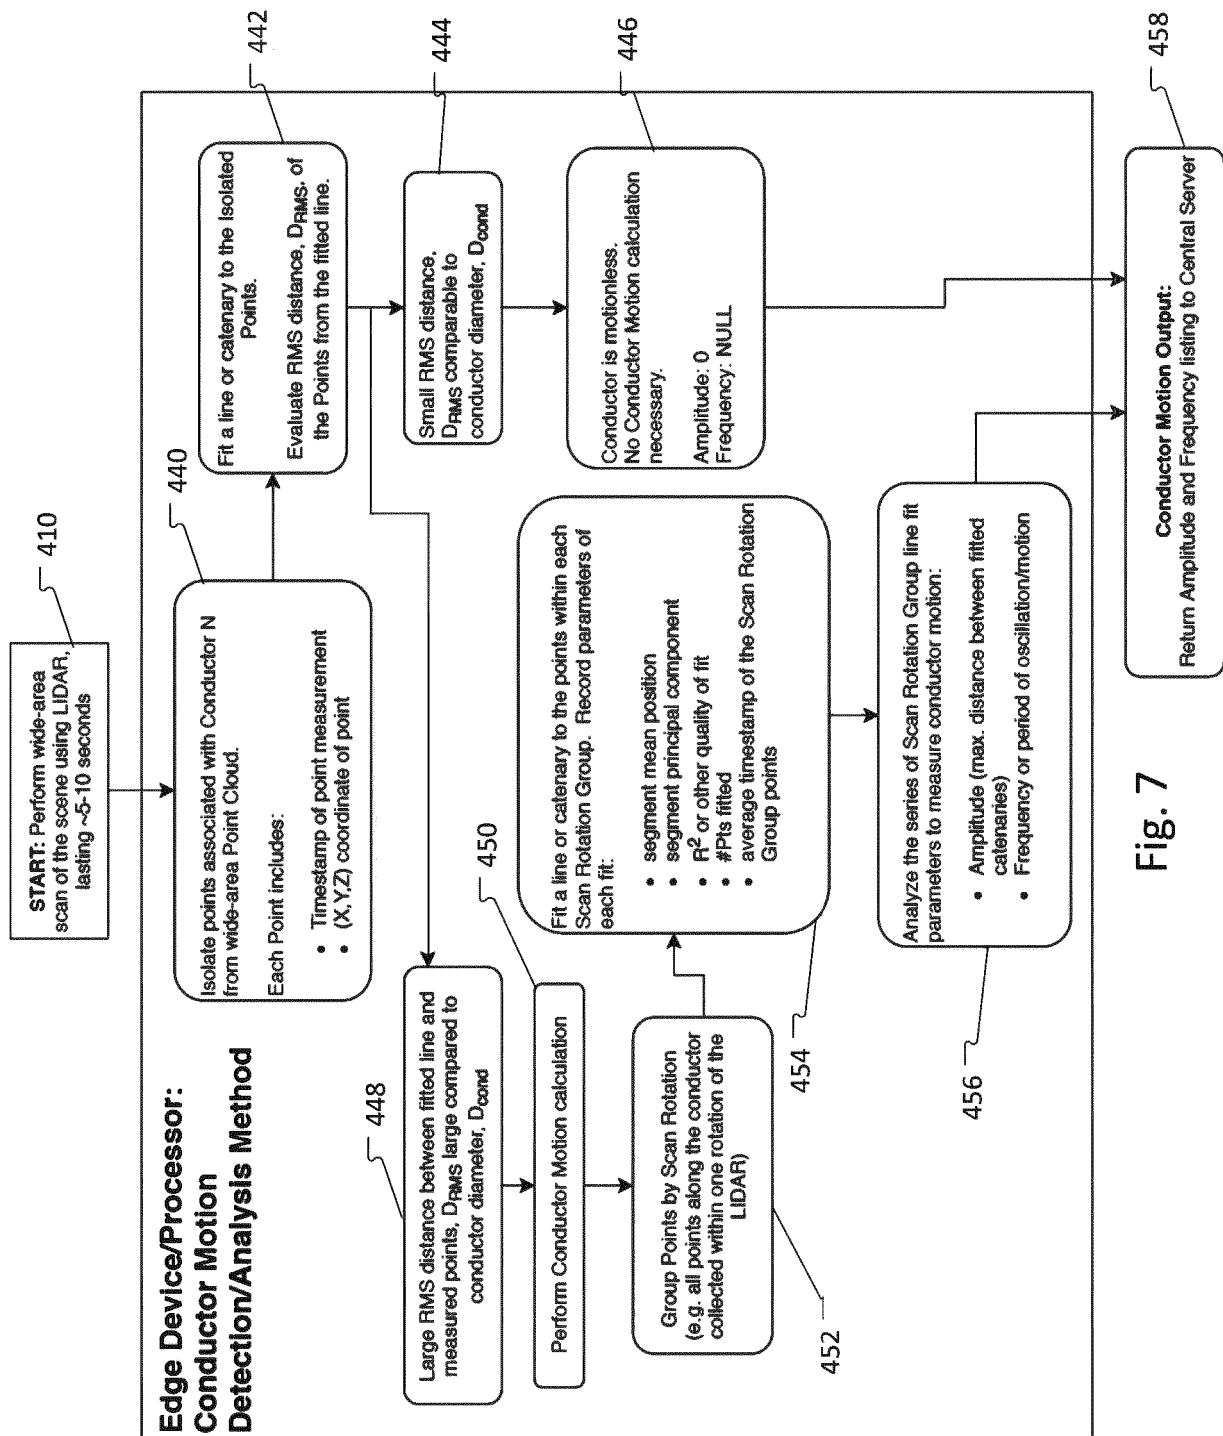 Edge Device/Processor:
Conductor Motion
Detection/Analysis Method
START: Perform wide-area
scan of the scene using LIDAR,
lasting ~5-10 seconds
410
Isolate points associated with Conductor N
from wide-area Point Cloud.
Each Point includes:
• Timestamp of point measurement
• (X,Y,Z) coordinate of point
440
Fit a line or catenary to the Isolated
Points.
Evaluate RMS distance, DRMS, of
the Points from the fitted line.
442
Small RMS distance,
DRMS comparable to
conductor diameter, Dcond
444
Conductor is motionless.
No Conductor Motion calculation
necessary.
Amplitude: 0
Frequency: NULL
446
Large RMS distance between fitted line and
measured points, DRMS large compared to
conductor diameter, Dcond
448
Perform Conductor Motion calculation
450
Group Points by Scan Rotation
(e.g. all points along the conductor
collected within one rotation of the
LIDAR)
452
Fit a line or catenary to the points within each
Scan Rotation Group. Record parameters of
each fit:
• segment mean position
• segment principal component
• R² or other quality of fit
• #Pts fitted
• average timestamp of the Scan Rotation
Group points
454
Analyze the series of Scan Rotation Group line fit
parameters to measure conductor motion:
• Amplitude (max. distance between fitted
catenaries)
• Frequency or period of oscillation/motion
456
Conductor Motion Output:
Return Amplitude and Frequency listing to Central Server
458
Fig. 7